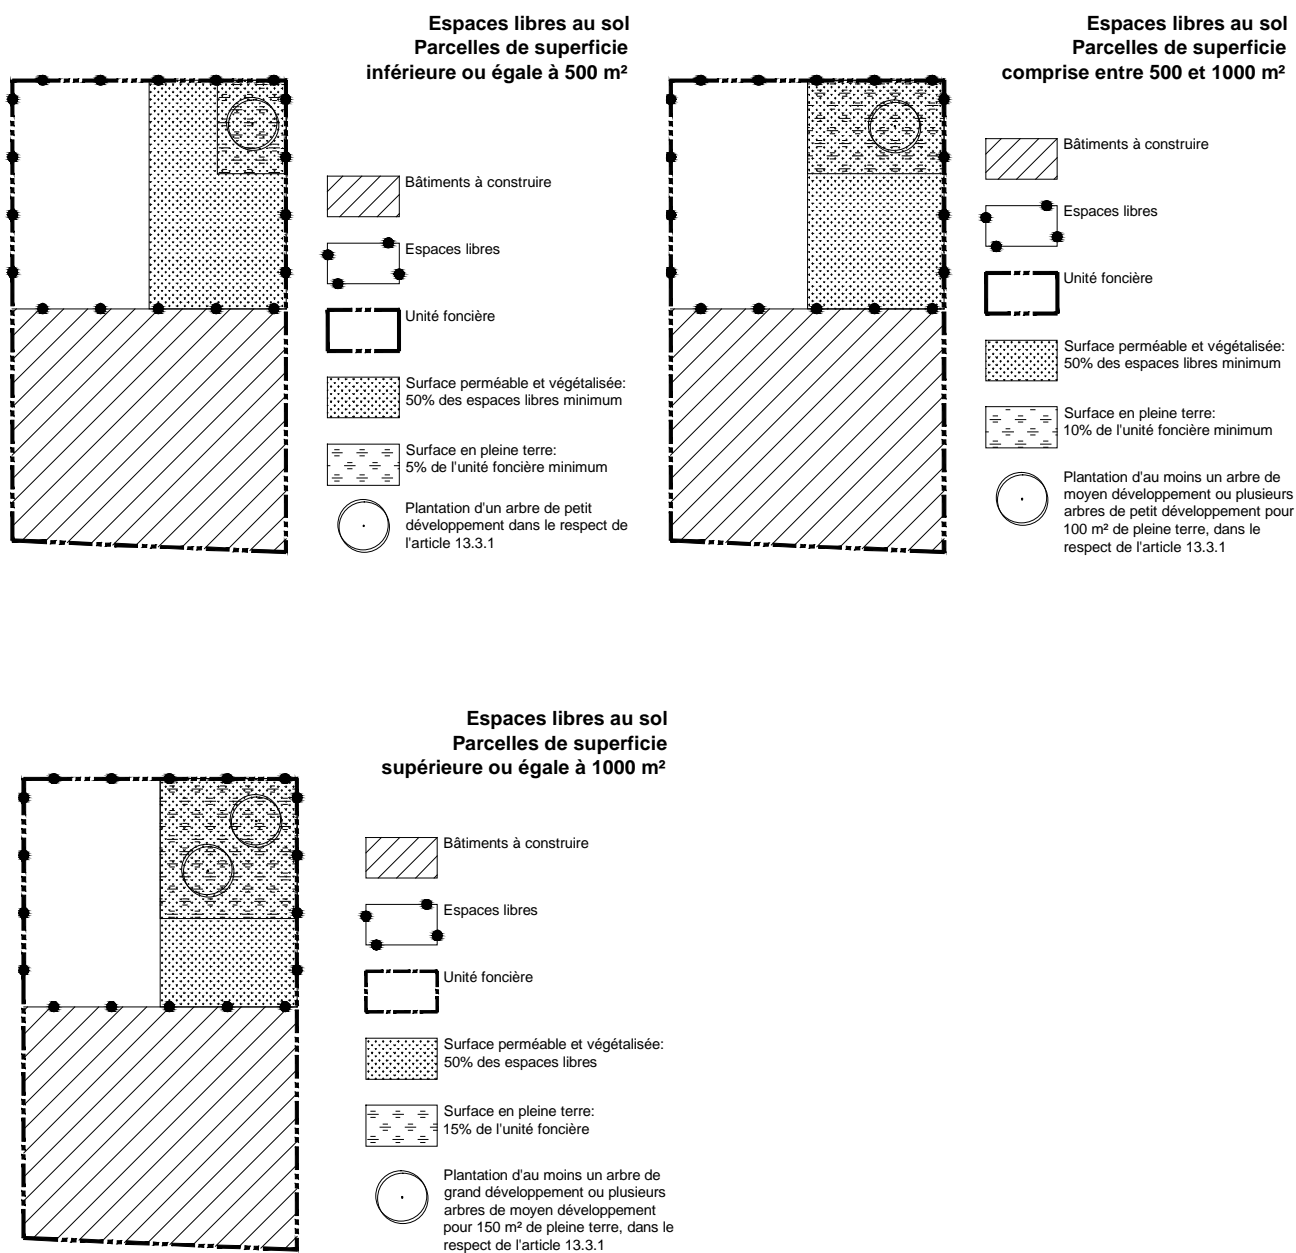 Espaces libres au sol
Parcelles de superficie
inférieure ou égale à 500 m²
Bâtiments à construire
Espaces libres
Unité foncière
Surface perméable et végétalisée:
50% des espaces libres minimum
Surface en pleine terre:
5% de l'unité foncière minimum
Plantation d'un arbre de petit
développement dans le respect de
l'article 13.3.1
Espaces libres au sol
Parcelles de superficie
comprise entre 500 et 1000 m²
Bâtiments à construire
Espaces libres
Unité foncière
Surface perméable et végétalisée:
50% des espaces libres minimum
Surface en pleine terre:
10% de l'unité foncière minimum
Plantation d'au moins un arbre de
moyen développement ou plusieurs
arbres de petit développement pour
100 m² de pleine terre, dans le
respect de l'article 13.3.1
Espaces libres au sol
Parcelles de superficie
supérieure ou égale à 1000 m²
Bâtiments à construire
Espaces libres
Unité foncière
Surface perméable et végétalisée:
50% des espaces libres
Surface en pleine terre:
15% de l'unité foncière
Plantation d'au moins un arbre de
grand développement ou plusieurs
arbres de moyen développement
pour 150 m² de pleine terre, dans le
respect de l'article 13.3.1